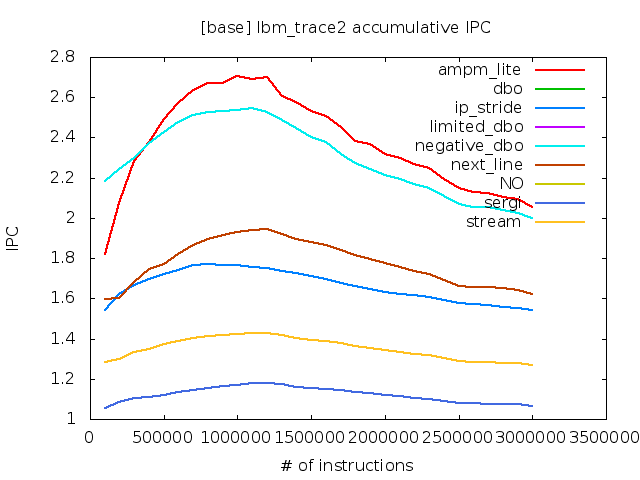 [base] lbm_trace2 accumulative IPC
2.8
2.6
2.4
2.2
2
1.8
1.6
1.4
1.2
1
IPC
ampm_lite
dbo
ip_stride
limited_dbo
negative_dbo
next_line
NO
sergi
stream
0 500000 1000000 1500000 2000000 2500000 3000000 3500000
# of instructions